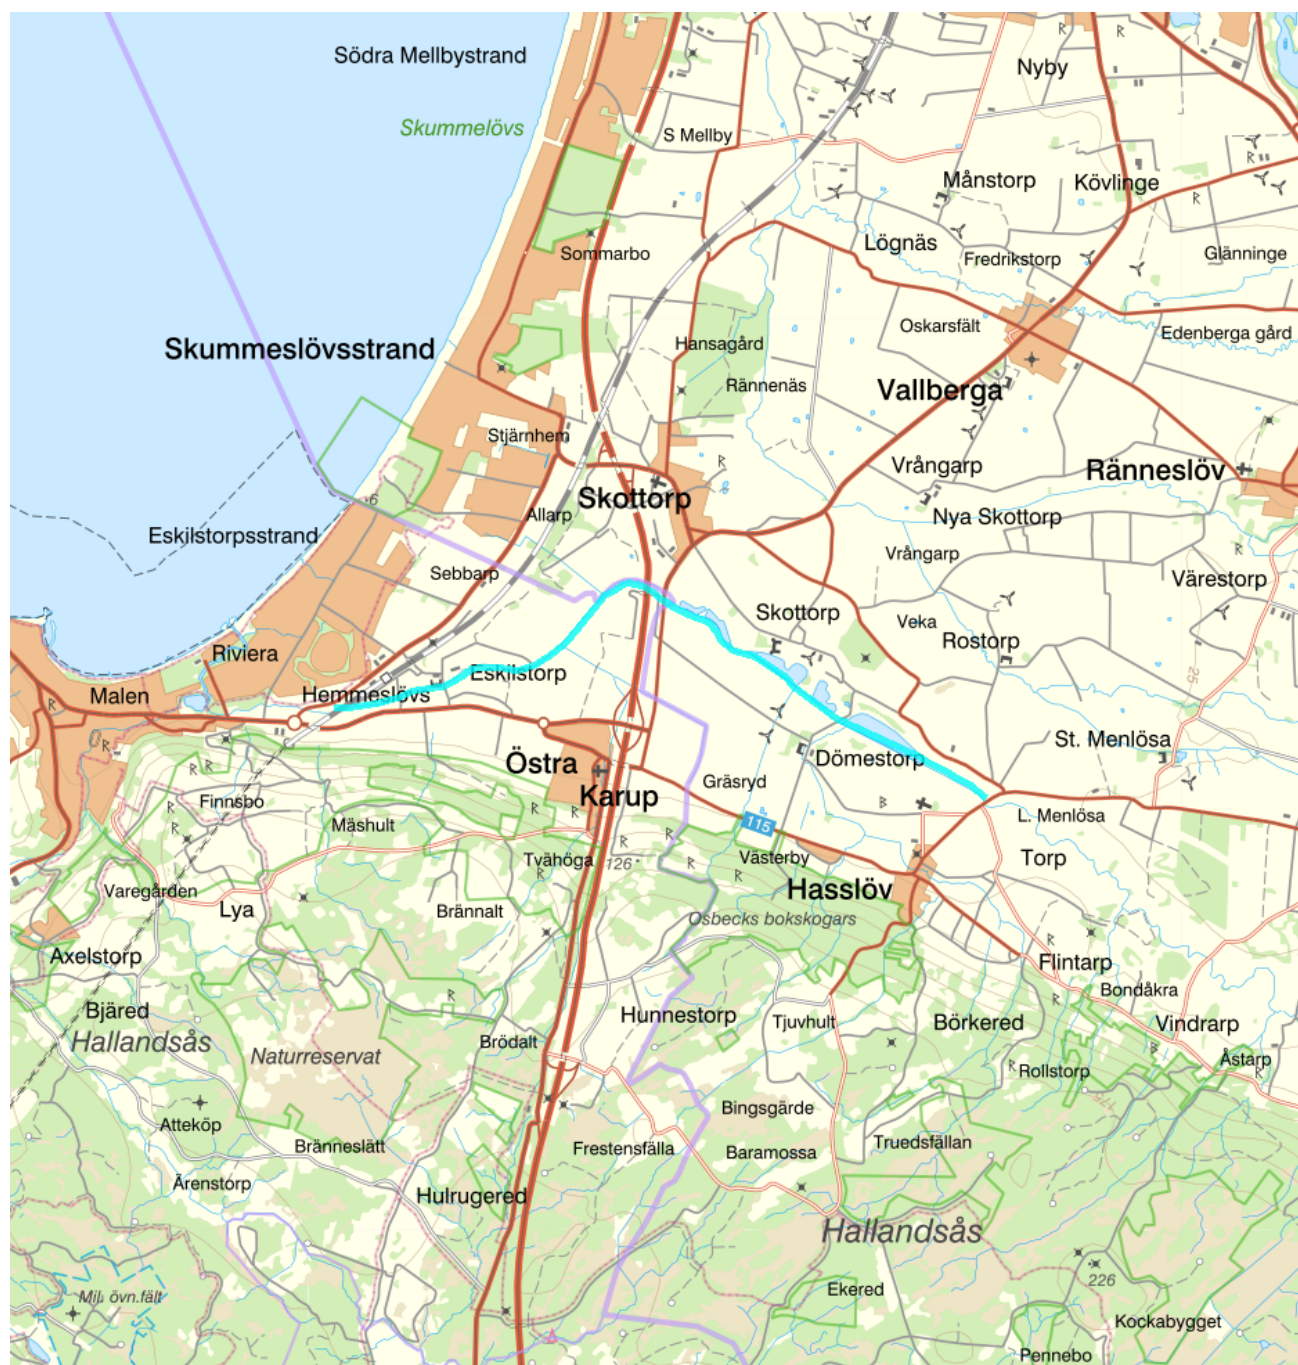 Södra Mellbystrand
Nyby
Skummelövs
S Mellby
Månstorp
Kövlinge
Lögnäs
Fredrikstorp
Glänninge
Sommarbo
Oskarsfält
Edenberga gård
Skummeslövsstrand
Hansagård
Rännenäs
Vallberga
Stjärnhem
Vrångarp
Ränneslöv
Skottorp
6
Allarp
Nya Skottorp
Eskilstorpsstrand
Vrångarp
Sebbarp
Värestorp
Skottorp
Veka
Rostorp
Riviera
Eskilstorp
25
Malen
Hemmeslövs
St. Menlösa
Östra
Karup
Gräsryd
Dömestorp
Finnsbo
Mäshult
115
L. Menlösa
Tvähöga
126
Västerby
Torp
Varegården
Hasslöv
Lya
Brännalt
Osbecks bokskogars
Axelstorp
Flintarp
Bondåkra
Bjäred
Hunnestorp
Tjuvhult
Börkered
Vindrarp
Hallandsås
Naturreservat
Brödalt
Rollstorp
Åstarp
Atteköp
Bingsgärde
Bränneslätt
Frestensfälla
Baramossa
Truedsfällan
Ärenstorp
Hulrugered
Hallandsås
226
Mil. övn.fält
Ekered
Kockabygget
Pennebo